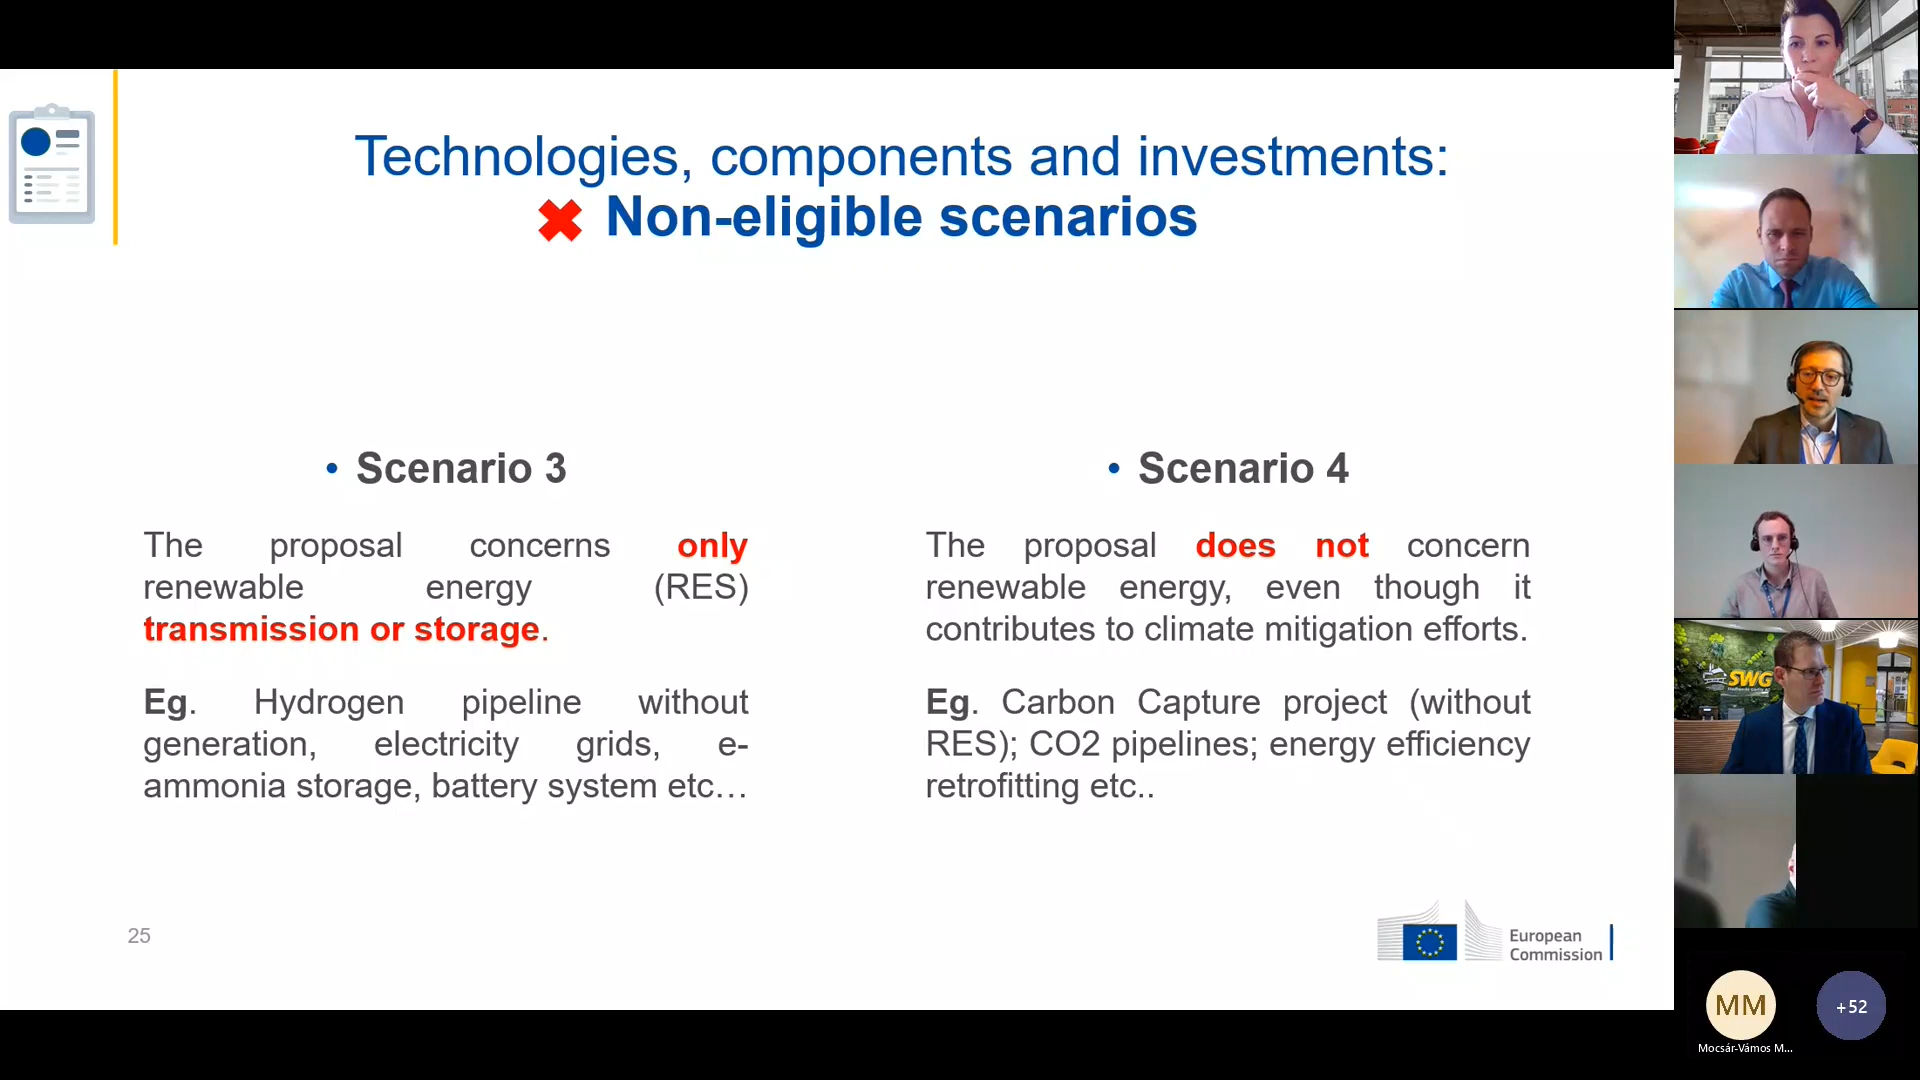 Technologies, components and investments:
Non-eligible scenarios
• Scenario 3
The proposal concerns only
renewable energy (RES)
transmission or storage.
Eg. Hydrogen pipeline without
generation, electricity grids, e-
ammonia storage, battery system etc…
• Scenario 4
The proposal does not concern
renewable energy, even though it
contributes to climate mitigation efforts.
Eg. Carbon Capture project (without
RES); CO2 pipelines; energy efficiency
retrofitting etc..
25
European
Commission
SWG
MM
Mocsár-Vámos M...
+52